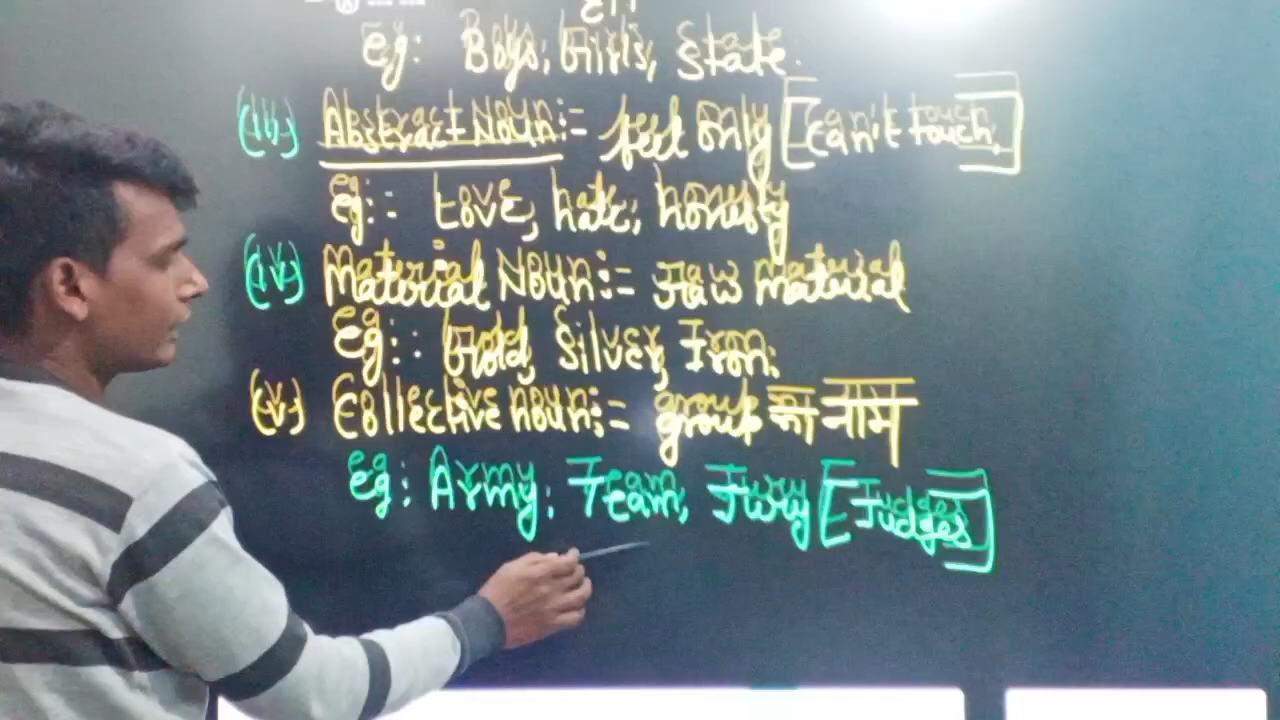 Eg: Boys, Girls, State.
(iii) Abstract Noun:- feel only [Can't touch,]
Eg:- Love, hate, honesty
(iv) Material Noun:- raw material
Eg: Gold, Silver, Iron.
(v) Collective noun:- group का नाम
Eg: Army, Team, Jury [Judges]